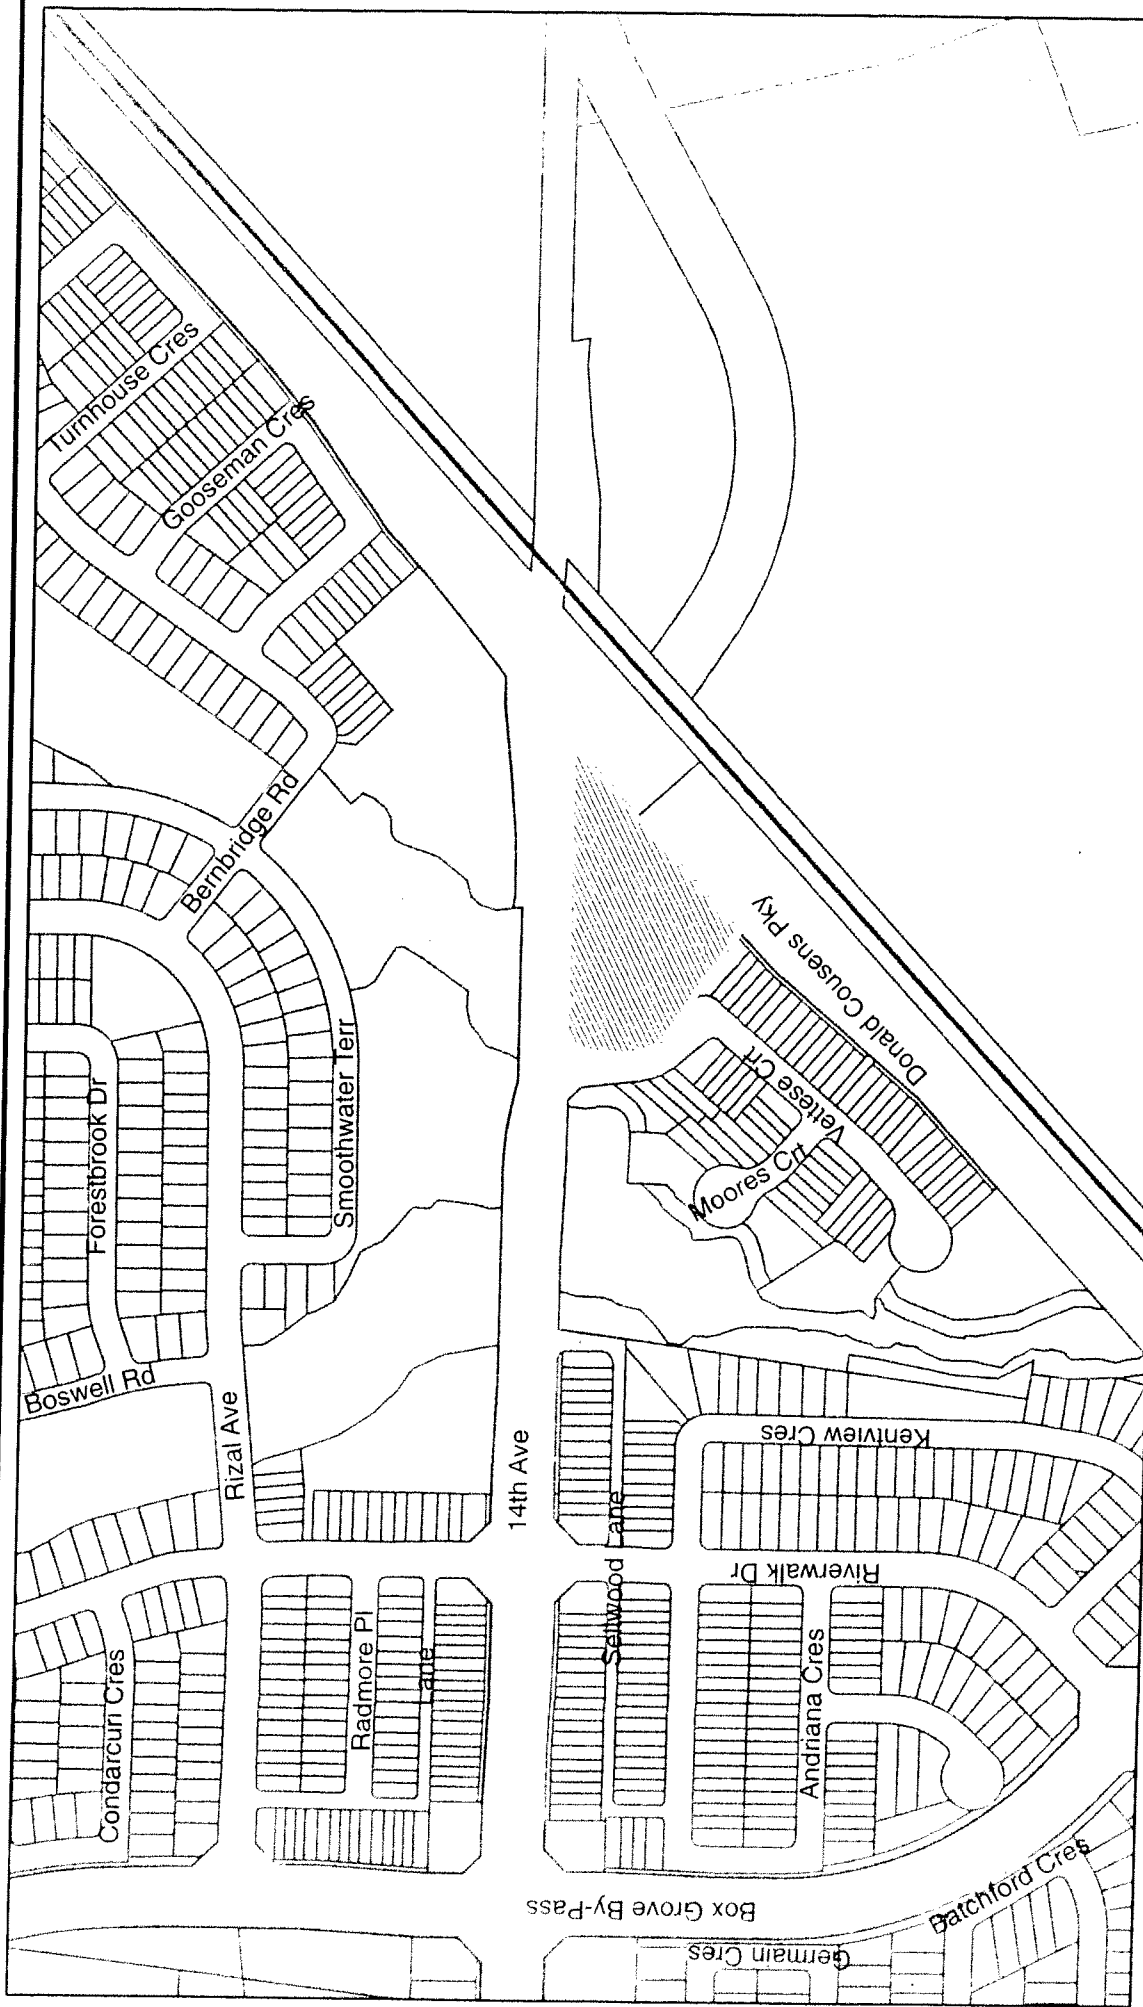 Turnhouse Cres
Gooseman Cres
Bernbridge Rd
Donald Cousens Pky
Smoothwater Terr
Forestbrook Dr
Vettese Crt
Moores Crt
Boswell Rd
Rizal Ave
14th Ave
Kentview Cres
Sellwood Lane
Riverwalk Dr
Radmore Pl
Lane
Condarcuri Cres
Andriana Cres
Box Grove By-Pass
Batchford Cres
Germain Cres